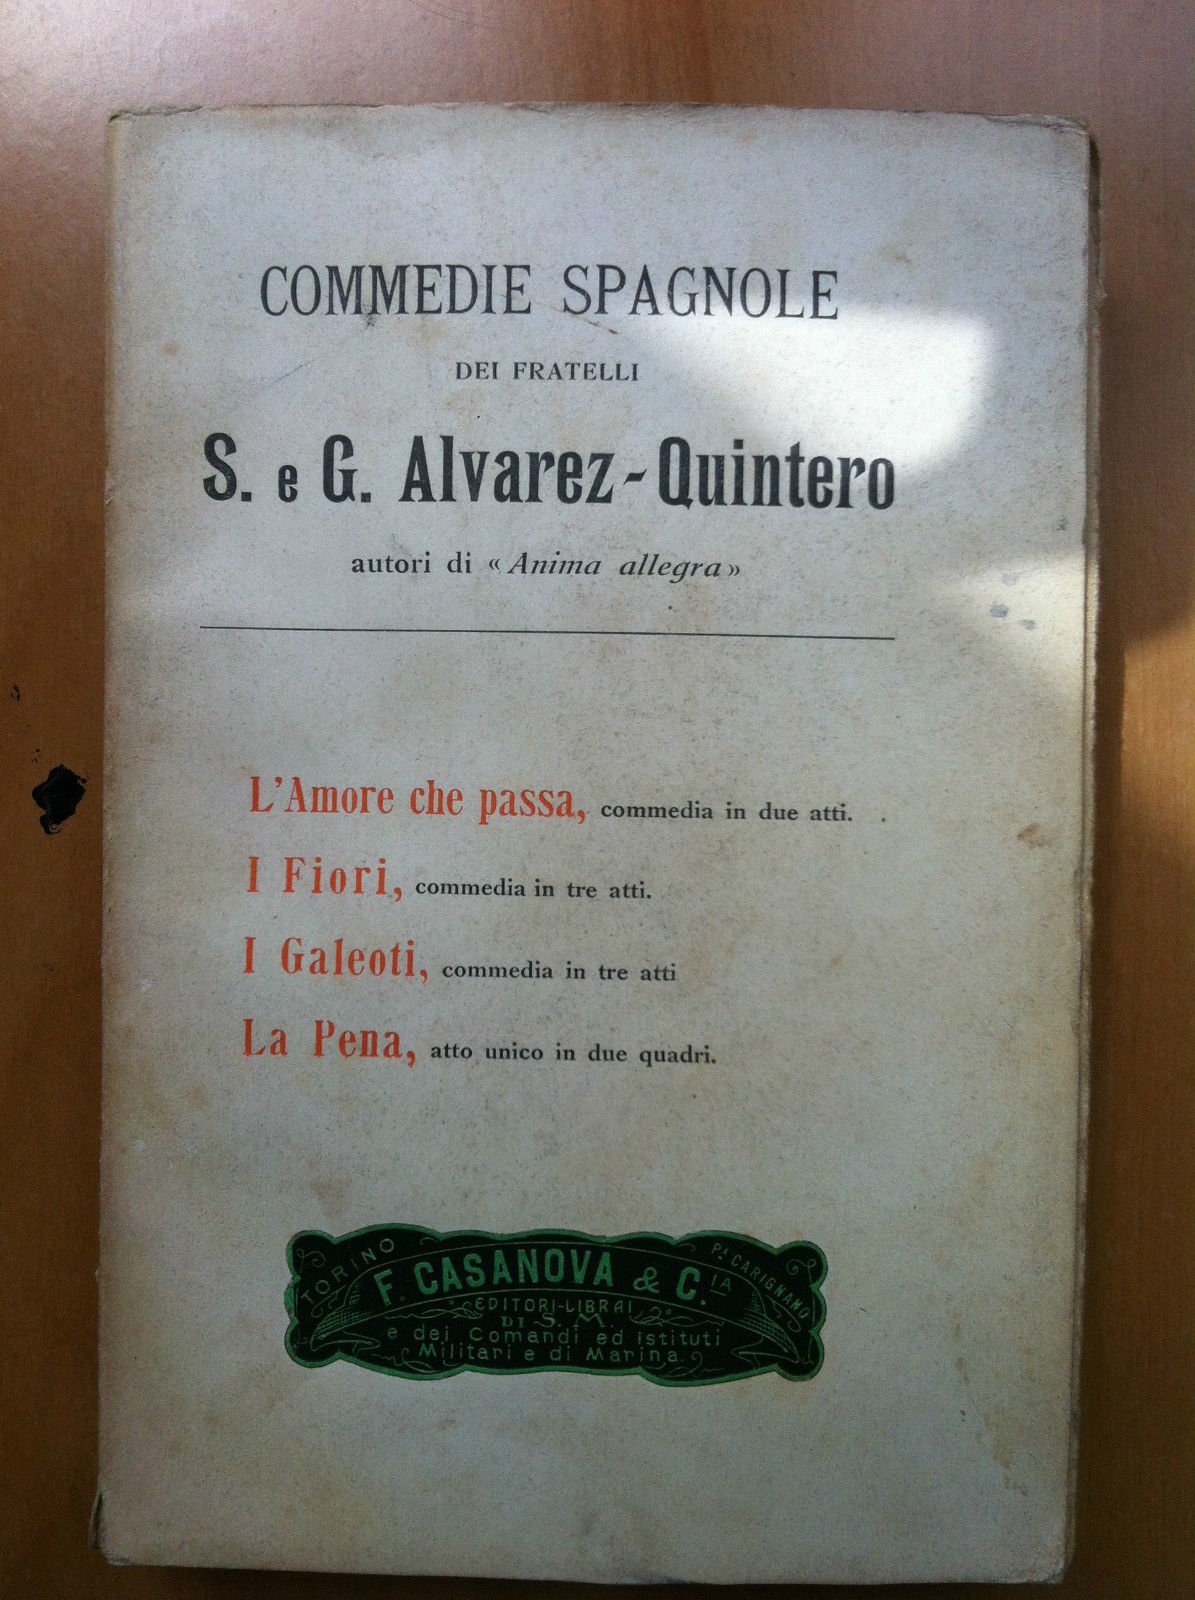 COMMEDIE SPAGNOLE
DEI FRATELLI
S. e G. Alvarez-Quintero
autori di « Anima allegra »
L'Amore che passa, commedia in due atti.
I Fiori, commedia in tre atti.
I Galeoti, commedia in tre atti
La Pena, atto unico in due quadri.
TORINO
F. CASANOVA & C.IA
Pa CARIGNANO
EDITORI-LIBRAI
DI S. M.
e dei Comandi ed istituti
Militari e di Marina